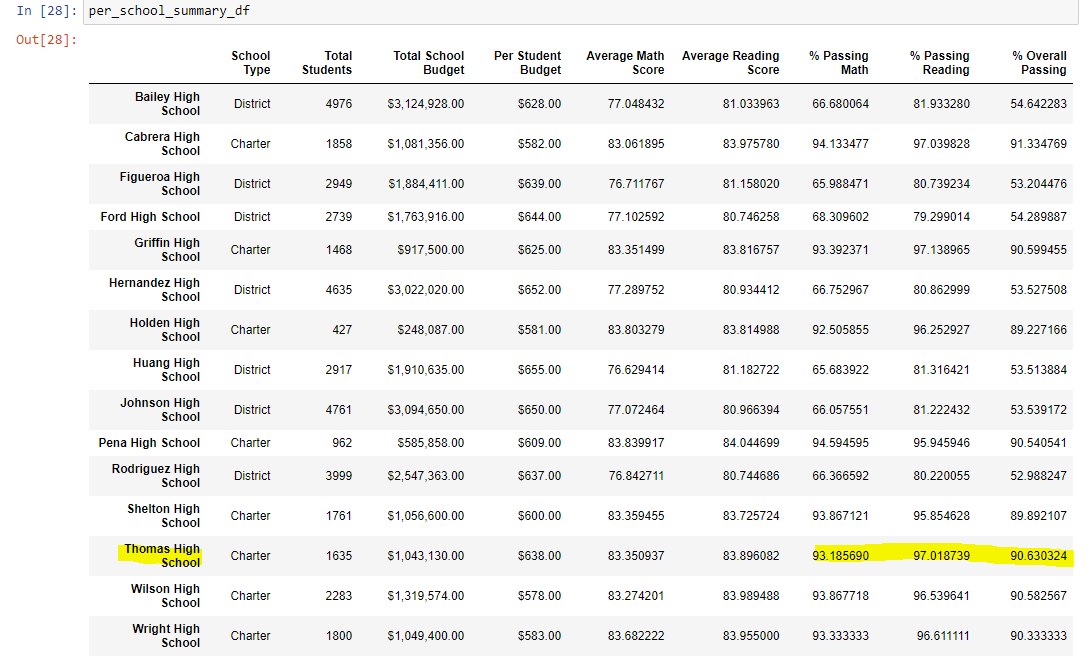 In [28]: per_school_summary_df
Out[28]:
School Type Total Students Total School Budget Per Student Budget Average Math Score Average Reading Score % Passing Math % Passing Reading % Overall Passing
Bailey High School District 4976 $3,124,928.00 $628.00 77.048432 81.033963 66.680064 81.933280 54.642283
Cabrera High School Charter 1858 $1,081,356.00 $582.00 83.061895 83.975780 94.133477 97.039828 91.334769
Figueroa High School District 2949 $1,884,411.00 $639.00 76.711767 81.158020 65.988471 80.739234 53.204476
Ford High School District 2739 $1,763,916.00 $644.00 77.102592 80.746258 68.309602 79.299014 54.289887
Griffin High School Charter 1468 $917,500.00 $625.00 83.351499 83.816757 93.392371 97.138965 90.599455
Hernandez High School District 4635 $3,022,020.00 $652.00 77.289752 80.934412 66.752967 80.862999 53.527508
Holden High School Charter 427 $248,087.00 $581.00 83.803279 83.814988 92.505855 96.252927 89.227166
Huang High School District 2917 $1,910,635.00 $655.00 76.629414 81.182722 65.683922 81.316421 53.513884
Johnson High School District 4761 $3,094,650.00 $650.00 77.072464 80.966394 66.057551 81.222432 53.539172
Pena High School Charter 962 $585,858.00 $609.00 83.839917 84.044699 94.594595 95.945946 90.540541
Rodriguez High School District 3999 $2,547,363.00 $637.00 76.842711 80.744686 66.366592 80.220055 52.988247
Shelton High School Charter 1761 $1,056,600.00 $600.00 83.359455 83.725724 93.867121 95.854628 89.892107
Thomas High School Charter 1635 $1,043,130.00 $638.00 83.350937 83.896082 93.185690 97.018739 90.630324
Wilson High School Charter 2283 $1,319,574.00 $578.00 83.274201 83.989488 93.867718 96.539641 90.582567
Wright High School Charter 1800 $1,049,400.00 $583.00 83.682222 83.955000 93.333333 96.611111 90.333333